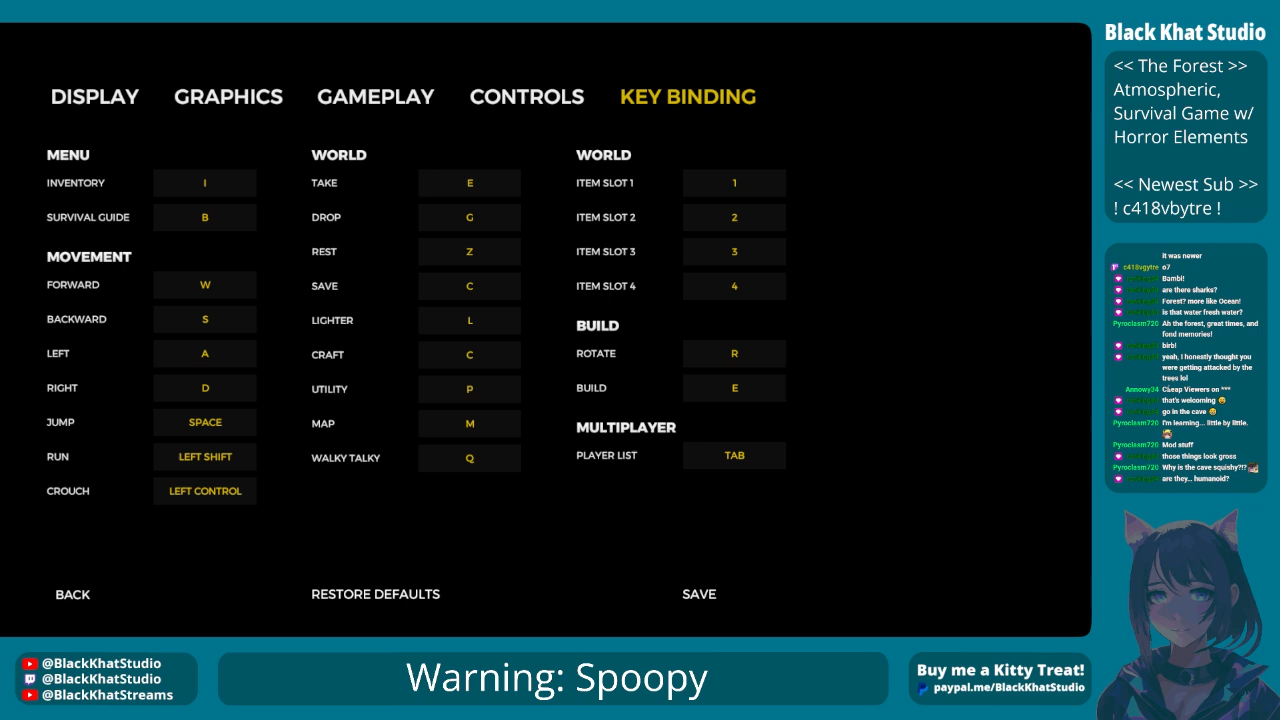 Black Khat Studio
DISPLAY GRAPHICS GAMEPLAY CONTROLS KEY BINDING
MENU
INVENTORY I
SURVIVAL GUIDE B
MOVEMENT
FORWARD W
BACKWARD S
LEFT A
RIGHT D
JUMP SPACE
RUN LEFT SHIFT
CROUCH LEFT CONTROL
WORLD
TAKE E
DROP G
REST Z
SAVE C
LIGHTER L
CRAFT C
UTILITY P
MAP M
WALKY TALKY Q
WORLD
ITEM SLOT 1 1
ITEM SLOT 2 2
ITEM SLOT 3 3
ITEM SLOT 4 4
BUILD
ROTATE R
BUILD E
MULTIPLAYER
PLAYER LIST TAB
BACK RESTORE DEFAULTS SAVE
<< The Forest >>
Atmospheric,
Survival Game w/
Horror Elements
<< Newest Sub >>
! c418vbytre !
It was newer
c418vgytre o7
Bambi!
are there sharks?
Forest? more like Ocean!
is that water fresh water?
Pyroclasm720 Ah the forest, great times, and
fond memories!
birb!
yeah, I honestly thought you
were getting attacked by the
trees lol
Annowy34 Cheap Viewers on ***
that's welcoming
go in the cave
Pyroclasm720 I'm learning... little by little.
Pyroclasm720 Mod stuff
those things look gross
Pyroclasm720 Why is the cave squishy?!?
are they... humanoid?
@BlackKhatStudio
@BlackKhatStudio
@BlackKhatStreams
Warning: Spoopy
Buy me a Kitty Treat!
paypal.me/BlackKhatStudio